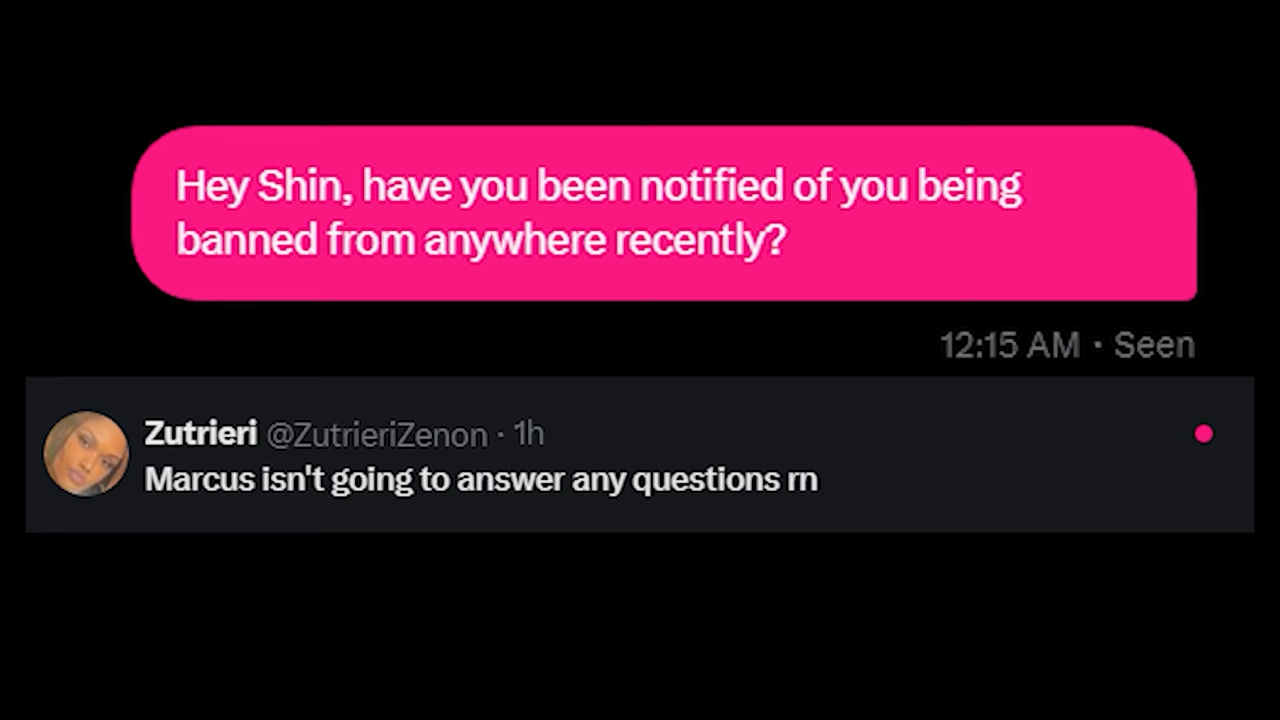 Hey Shin, have you been notified of you being
banned from anywhere recently?
12:15 AM · Seen
Zutrieri @ZutrieriZenon · 1h
Marcus isn't going to answer any questions rn